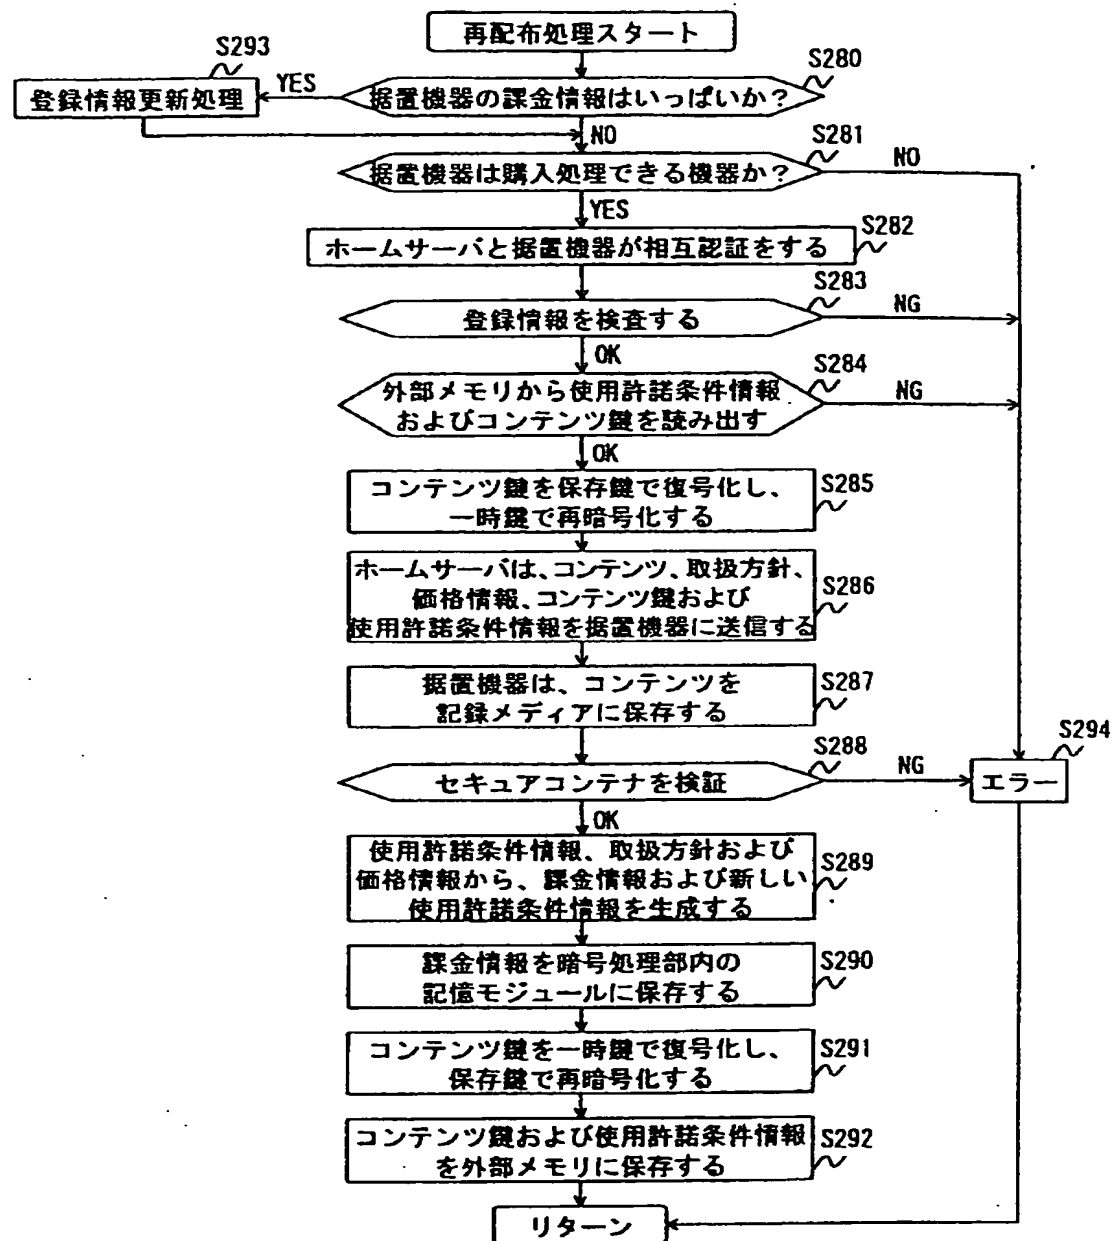 再配布処理スタート
S293
S280
YES
登録情報更新処理
据置機器の課金情報はいっぱいか?
NO
S281
据置機器は購入処理できる機器か?
NO
YES
S282
ホームサーバと据置機器が相互認証をする
S283
登録情報を検査する
NG
OK
S284
外部メモリから使用許諾条件情報
およびコンテンツ鍵を読み出す
NG
OK
S285
コンテンツ鍵を保存鍵で復号化し、
一時鍵で再暗号化する
S286
ホームサーバは、コンテンツ、取扱方針、
価格情報、コンテンツ鍵および
使用許諾条件情報を据置機器に送信する
S287
据置機器は、コンテンツを
記録メディアに保存する
S288
セキュアコンテナを検証
NG
S294
エラー
OK
S289
使用許諾条件情報、取扱方針および
価格情報から、課金情報および新しい
使用許諾条件情報を生成する
S290
課金情報を暗号処理部内の
記憶モジュールに保存する
S291
コンテンツ鍵を一時鍵で復号化し、
保存鍵で再暗号化する
S292
コンテンツ鍵および使用許諾条件情報
を外部メモリに保存する
リターン